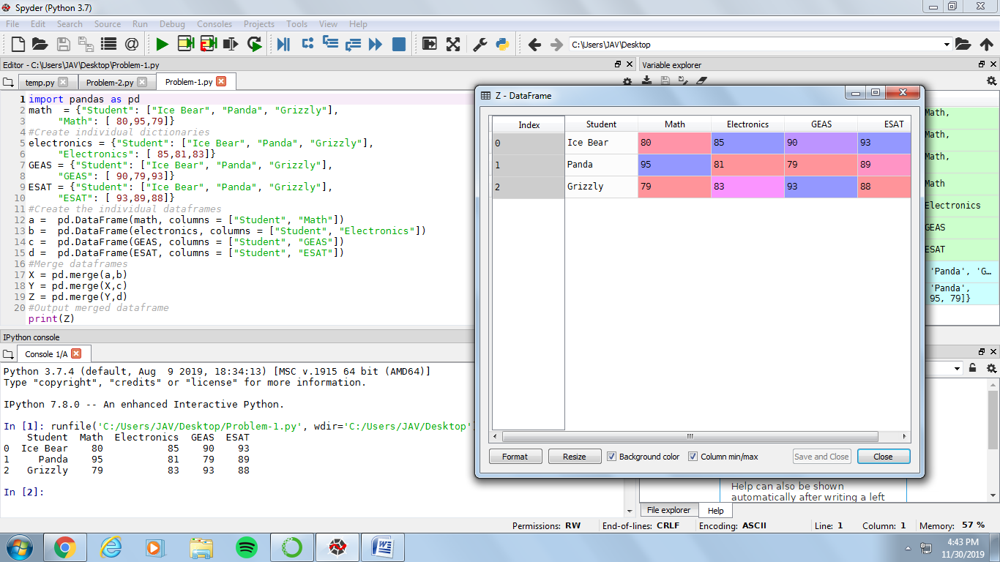 Spyder (Python 3.7)
File Edit Search Source Run Debug Consoles Projects Tools View Help
C:\Users\JAV\Desktop
Editor - C:\Users\JAV\Desktop\Problem-1.py
temp.py Problem-2.py Problem-1.py
1 import pandas as pd
2 math  = {"Student": ["Ice Bear", "Panda", "Grizzly"],
3      "Math": [ 80,95,79]}
4 #Create individual dictionaries
5 electronics = {"Student": ["Ice Bear", "Panda", "Grizzly"],
6      "Electronics": [ 85,81,83]}
7 GEAS = {"Student": ["Ice Bear", "Panda", "Grizzly"],
8      "GEAS": [ 90,79,93]}
9 ESAT = {"Student": ["Ice Bear", "Panda", "Grizzly"],
10      "ESAT": [ 93,89,88]}
11 #Create the individual dataframes
12 a =  pd.DataFrame(math, columns = ["Student", "Math"])
13 b =  pd.DataFrame(electronics, columns = ["Student", "Electronics"])
14 c =  pd.DataFrame(GEAS, columns = ["Student", "GEAS"])
15 d =  pd.DataFrame(ESAT, columns = ["Student", "ESAT"])
16 #Merge dataframes
17 X = pd.merge(a,b)
18 Y = pd.merge(X,c)
19 Z = pd.merge(Y,d)
20 #Output merged dataframe
print(Z)
IPython console
Console 1/A
Python 3.7.4 (default, Aug  9 2019, 18:34:13) [MSC v.1915 64 bit (AMD64)]
Type "copyright", "credits" or "license" for more information.
IPython 7.8.0 -- An enhanced Interactive Python.
In [1]: runfile('C:/Users/JAV/Desktop/Problem-1.py', wdir='C:/Users/JAV/Desktop')
Student  Math  Electronics  GEAS  ESAT
0  Ice Bear    80           85    90    93
1     Panda    95           81    79    89
2   Grizzly    79           83    93    88
In [2]:
Variable explorer
Math,
Math,
Math,
Math
Electronics
GEAS
ESAT
'Panda', 'G...
'Panda',
95, 79]}
Z - DataFrame
Index Student Math Electronics GEAS ESAT
0 Ice Bear 80 85 90 93
1 Panda 95 81 79 89
2 Grizzly 79 83 93 88
Format Resize Background color Column min/max Save and Close Close
Help can also be shown
automatically after writing a left
File explorer Help
Permissions: RW End-of-lines: CRLF Encoding: ASCII Line: 1 Column: 1 Memory: 57 %
4:43 PM
11/30/2019